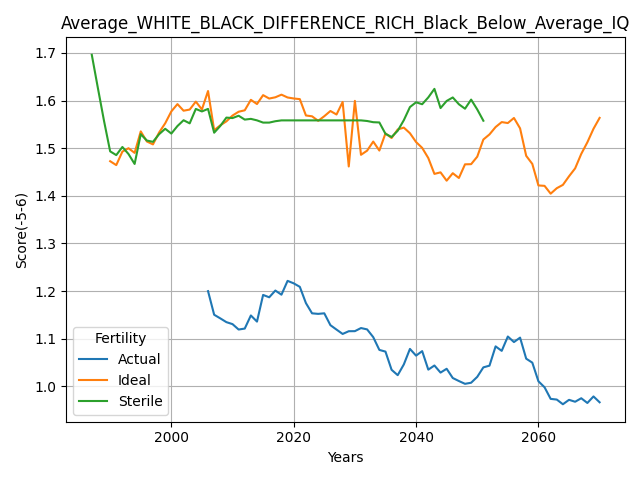 Average_WHITE_BLACK_DIFFERENCE_RICH_Black_Below_Average_IQ
1.7
1.6
1.5
1.4
1.3
1.2
1.1
1.0
Score(-5-6)
Fertility
Actual
Ideal
Sterile
2000
2020
2040
2060
Years